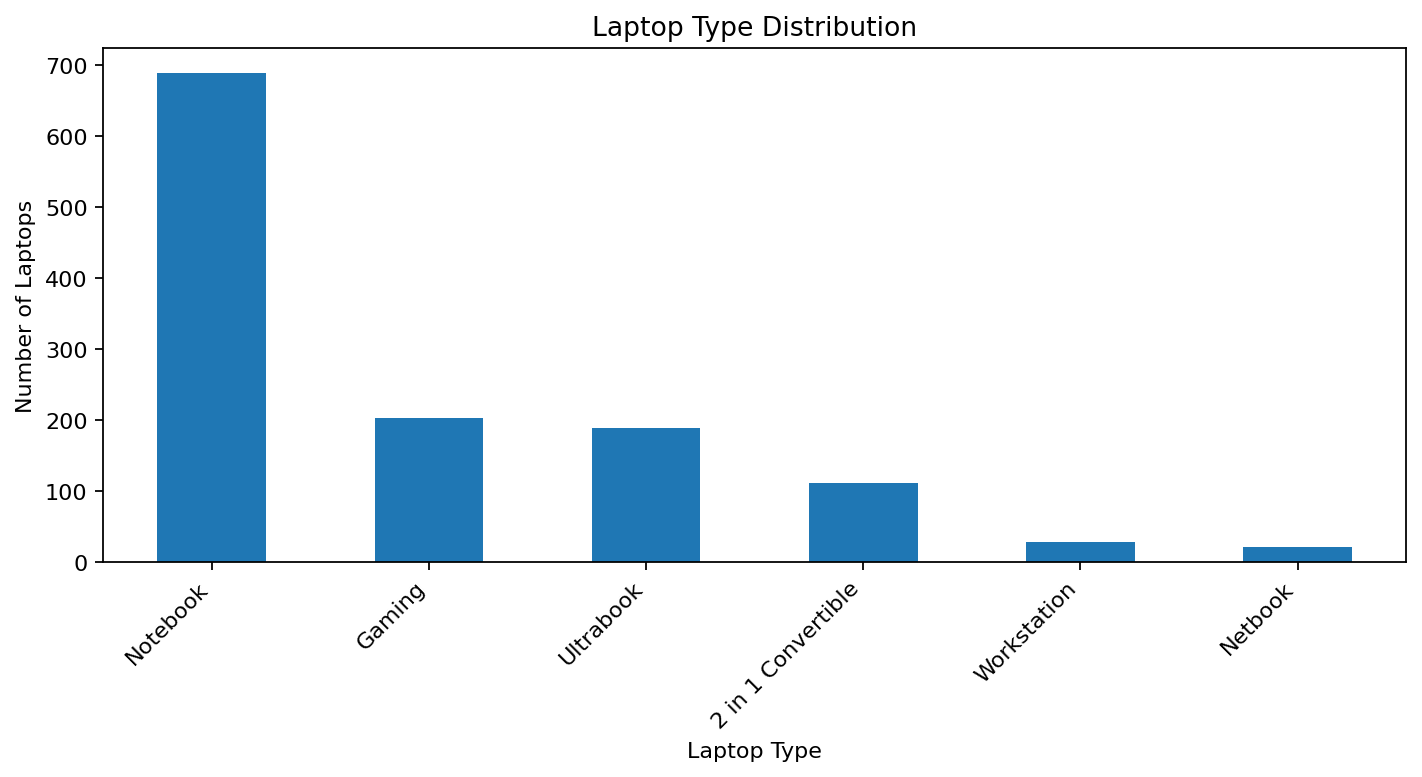 Laptop Type Distribution
Number of Laptops
700
600
500
400
300
200
100
0
Notebook
Gaming
Ultrabook
2 in 1 Convertible
Workstation
Netbook
Laptop Type